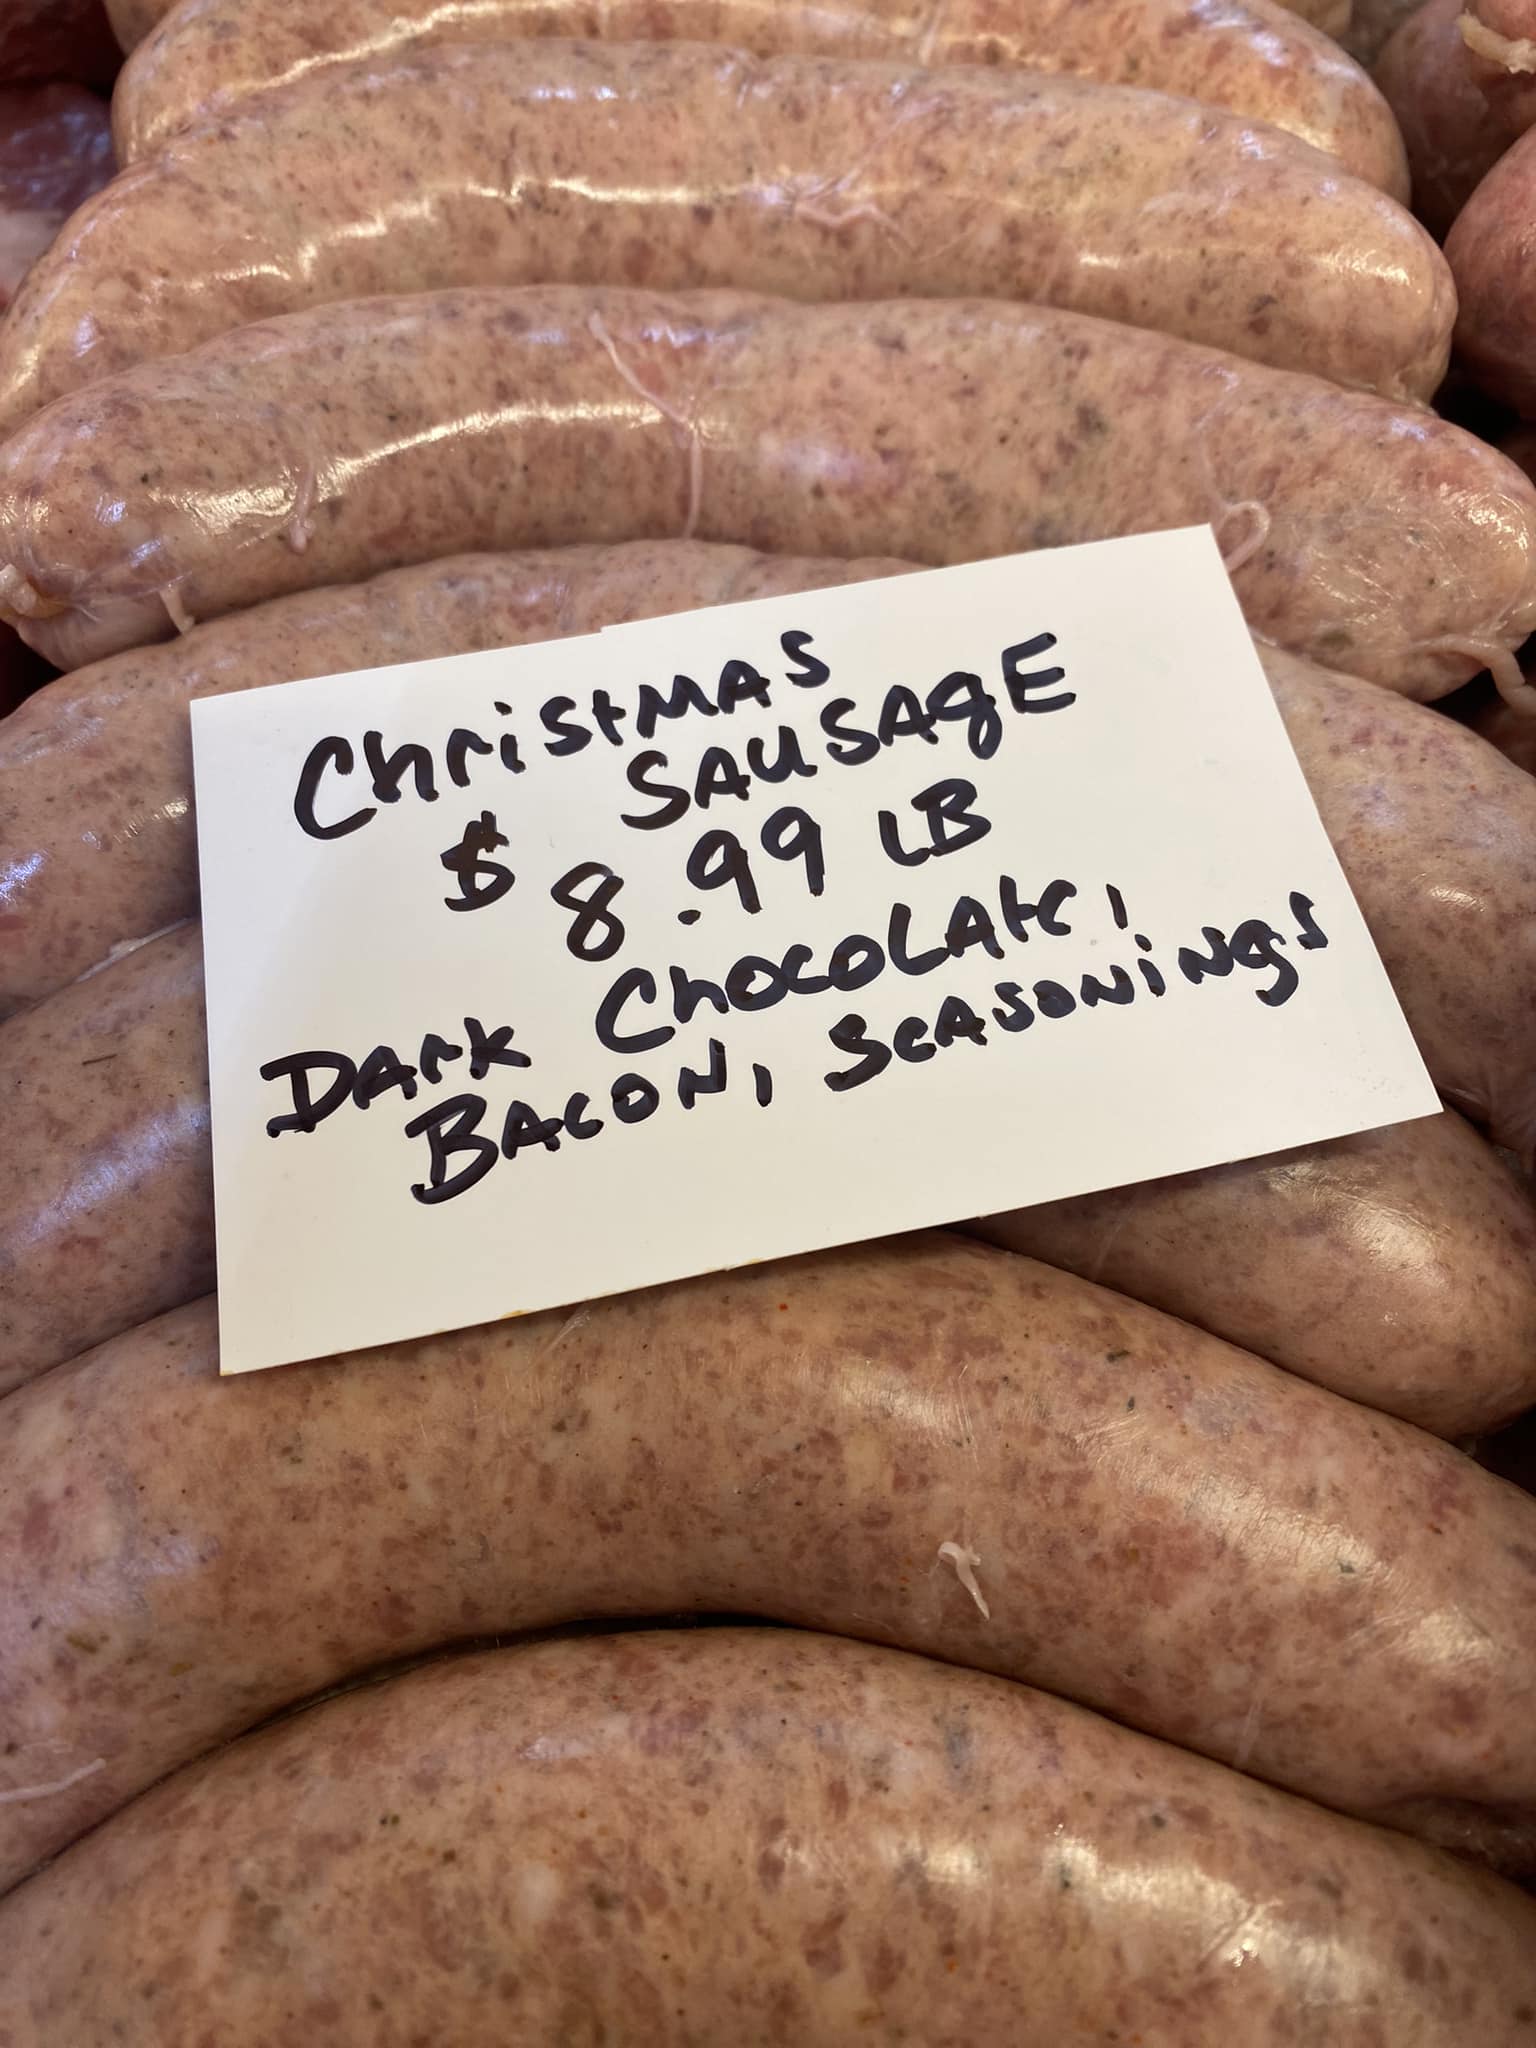 ChristMAS
SAUSAgE
$ 8.99 LB
DArk ChocoLAte,
BAcoN, SeASoNiNgS